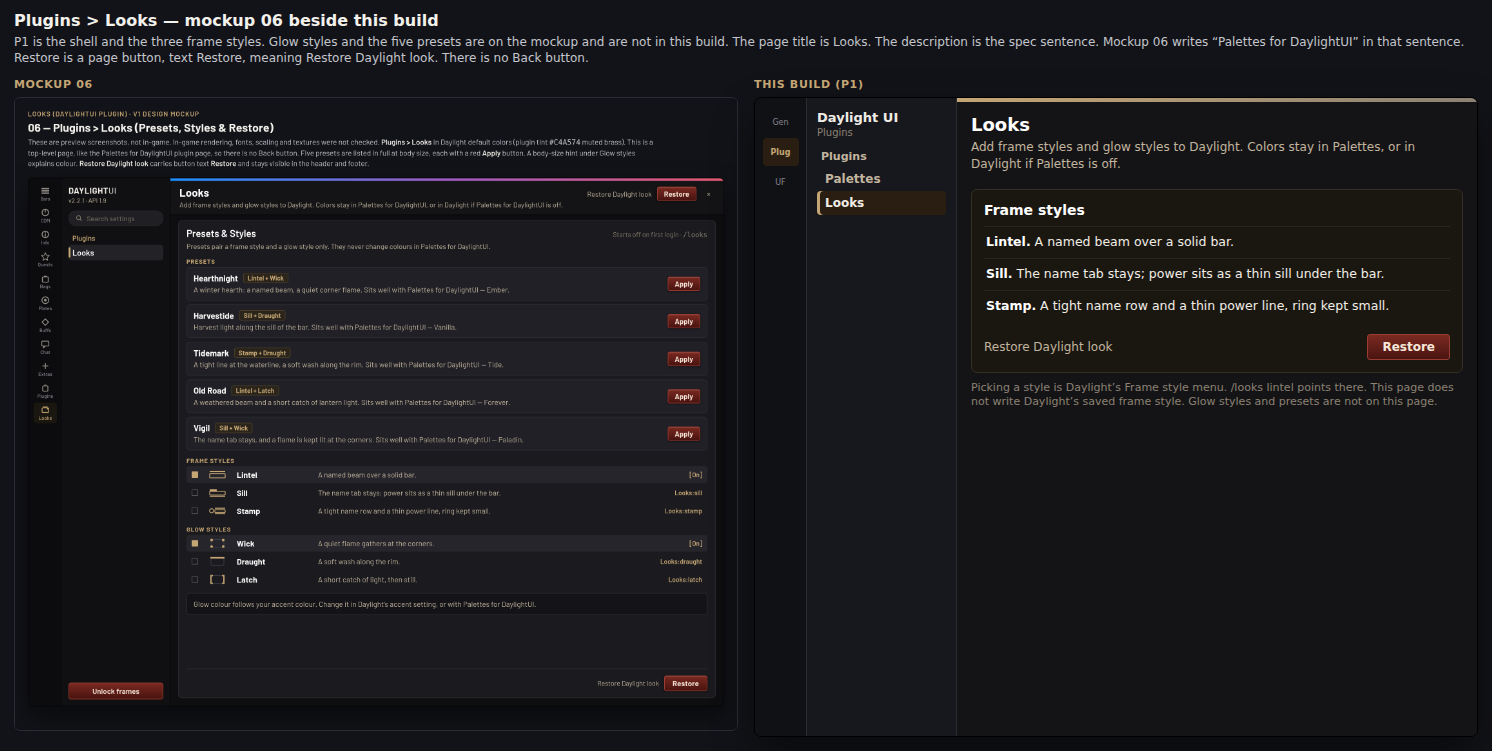 Plugins > Looks — mockup 06 beside this build
P1 is the shell and the three frame styles. Glow styles and the five presets are on the mockup and are not in this build. The page title is Looks. The description is the spec sentence. Mockup 06 writes “Palettes for DaylightUI” in that sentence.
Restore is a page button, text Restore, meaning Restore Daylight look. There is no Back button.
MOCKUP 06
LOOKS (DAYLIGHTUI PLUGIN) · V1 DESIGN MOCKUP
06 — Plugins > Looks (Presets, Styles & Restore)
These are preview screenshots, not in-game. In-game rendering, fonts, scaling and textures were not checked. Plugins > Looks in Daylight default colors (plugin tint #C4A574 muted brass). This is a
top-level page, like the Palettes for DaylightUI plugin page, so there is no Back button. Five presets are listed in full at body size, each with a red Apply button. A body-size hint under Glow styles
explains colour. Restore Daylight look carries button text Restore and stays visible in the header and footer.
Bars
CDM
Info
Quests
Bags
Plates
Buffs
Chat
Extras
Plugins
Looks
DAYLIGHTUI
v2.2.1 · API 1.9
Search settings
Plugins
Looks
Unlock frames
Looks
Add frame styles and glow styles to Daylight. Colors stay in Palettes for DaylightUI, or in Daylight if Palettes for DaylightUI is off.
Restore Daylight look
Restore
×
Presets & Styles
Starts off on first login · /looks
Presets pair a frame style and a glow style only. They never change colours in Palettes for DaylightUI.
PRESETS
Hearthnight
Lintel + Wick
A winter hearth: a named beam, a quiet corner flame. Sits well with Palettes for DaylightUI — Ember.
Apply
Harvestide
Sill + Draught
Harvest light along the sill of the bar. Sits well with Palettes for DaylightUI — Vanilla.
Apply
Tidemark
Stamp + Draught
A tight line at the waterline, a soft wash along the rim. Sits well with Palettes for DaylightUI — Tide.
Apply
Old Road
Lintel + Latch
A weathered beam and a short catch of lantern light. Sits well with Palettes for DaylightUI — Forever.
Apply
Vigil
Sill + Wick
The name tab stays, and a flame is kept lit at the corners. Sits well with Palettes for DaylightUI — Paladin.
Apply
FRAME STYLES
Lintel
A named beam over a solid bar.
[On]
Sill
The name tab stays; power sits as a thin sill under the bar.
Looks:sill
Stamp
A tight name row and a thin power line, ring kept small.
Looks:stamp
GLOW STYLES
Wick
A quiet flame gathers at the corners.
[On]
Draught
A soft wash along the rim.
Looks:draught
Latch
A short catch of light, then still.
Looks:latch
Glow colour follows your accent colour. Change it in Daylight's accent setting, or with Palettes for DaylightUI.
Restore Daylight look
Restore
THIS BUILD (P1)
Gen
Plug
UF
Daylight UI
Plugins
Plugins
Palettes
Looks
Looks
Add frame styles and glow styles to Daylight. Colors stay in Palettes, or in
Daylight if Palettes is off.
Frame styles
Lintel. A named beam over a solid bar.
Sill. The name tab stays; power sits as a thin sill under the bar.
Stamp. A tight name row and a thin power line, ring kept small.
Restore Daylight look
Restore
Picking a style is Daylight’s Frame style menu. /looks lintel points there. This page does
not write Daylight’s saved frame style. Glow styles and presets are not on this page.